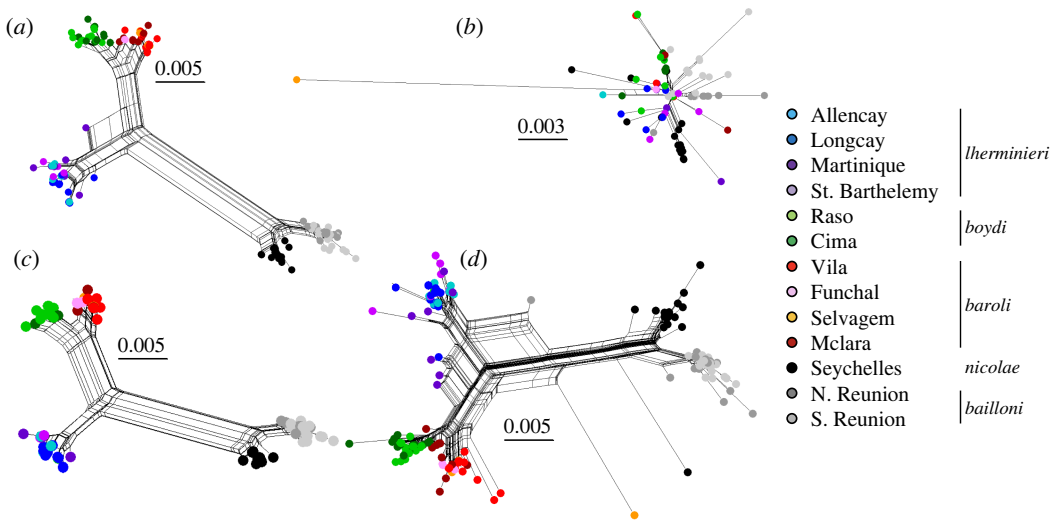 (a)
0.005
(b)
0.003
(c)
0.005
(d)
0.005
Allencay
Longcay
Martinique
St. Barthelemy
lherminieri
Raso
Cima
boydi
Vila
Funchal
Selvagem
Mclara
baroli
Seychelles
nicolae
N. Reunion
S. Reunion
bailloni